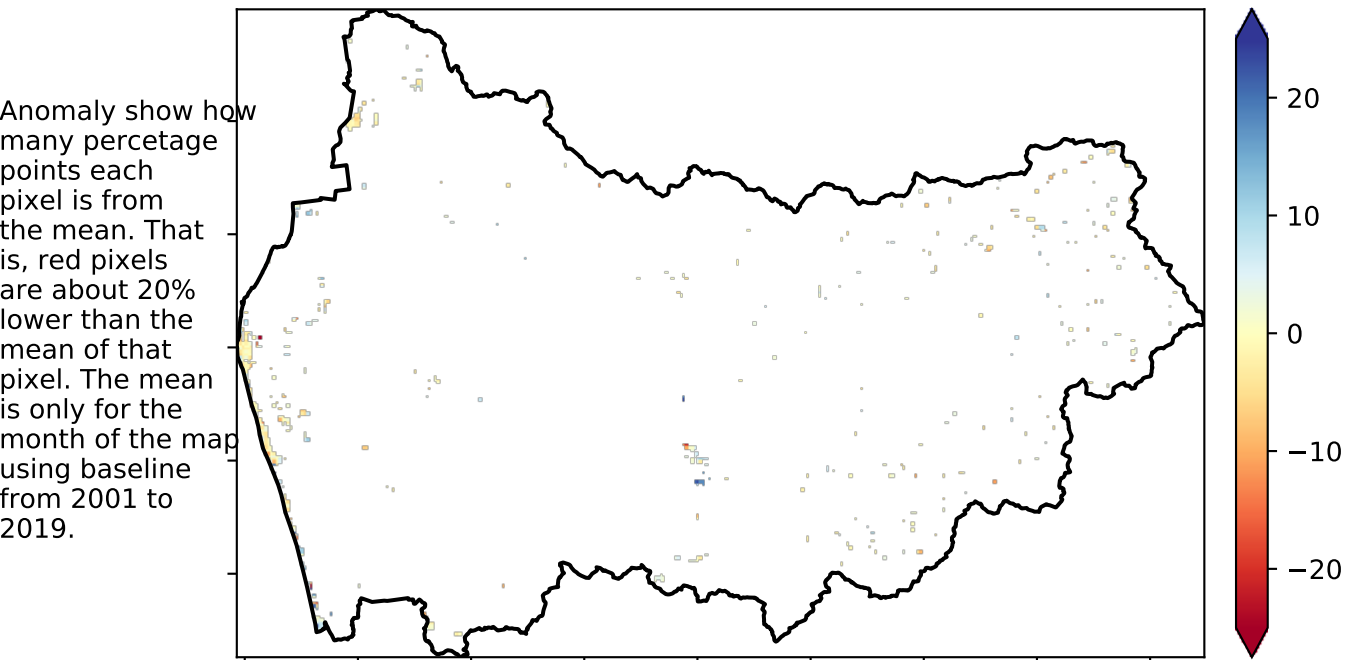 Anomaly show how
many percetage
points each
pixel is from
the mean. That
is, red pixels
are about 20%
lower than the
mean of that
pixel. The mean
is only for the
month of the map
using baseline
from 2001 to
2019.
20
10
0
−10
−20